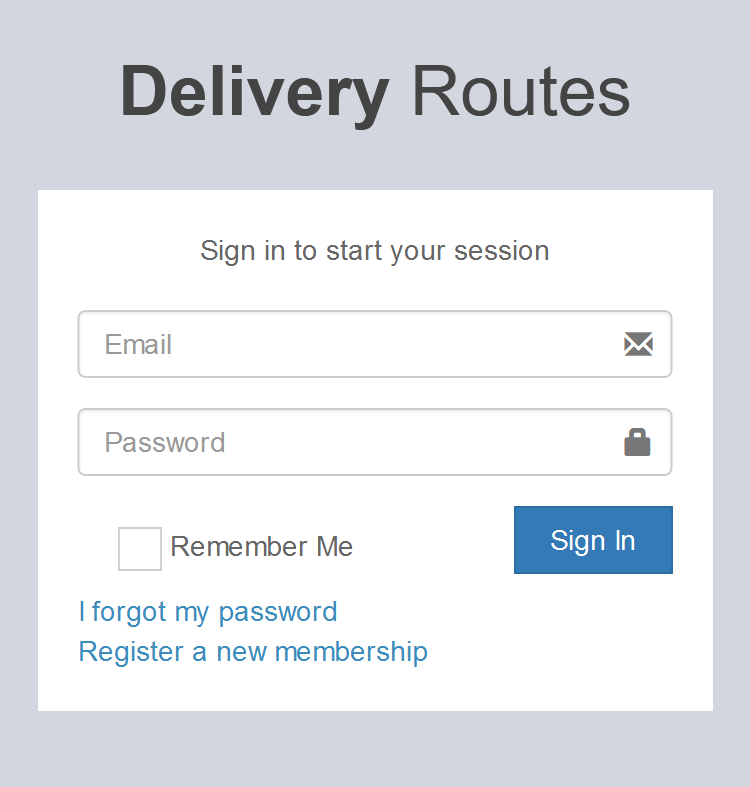 Delivery Routes
Sign in to start your session
Email
Password
Remember Me
Sign In
I forgot my password
Register a new membership